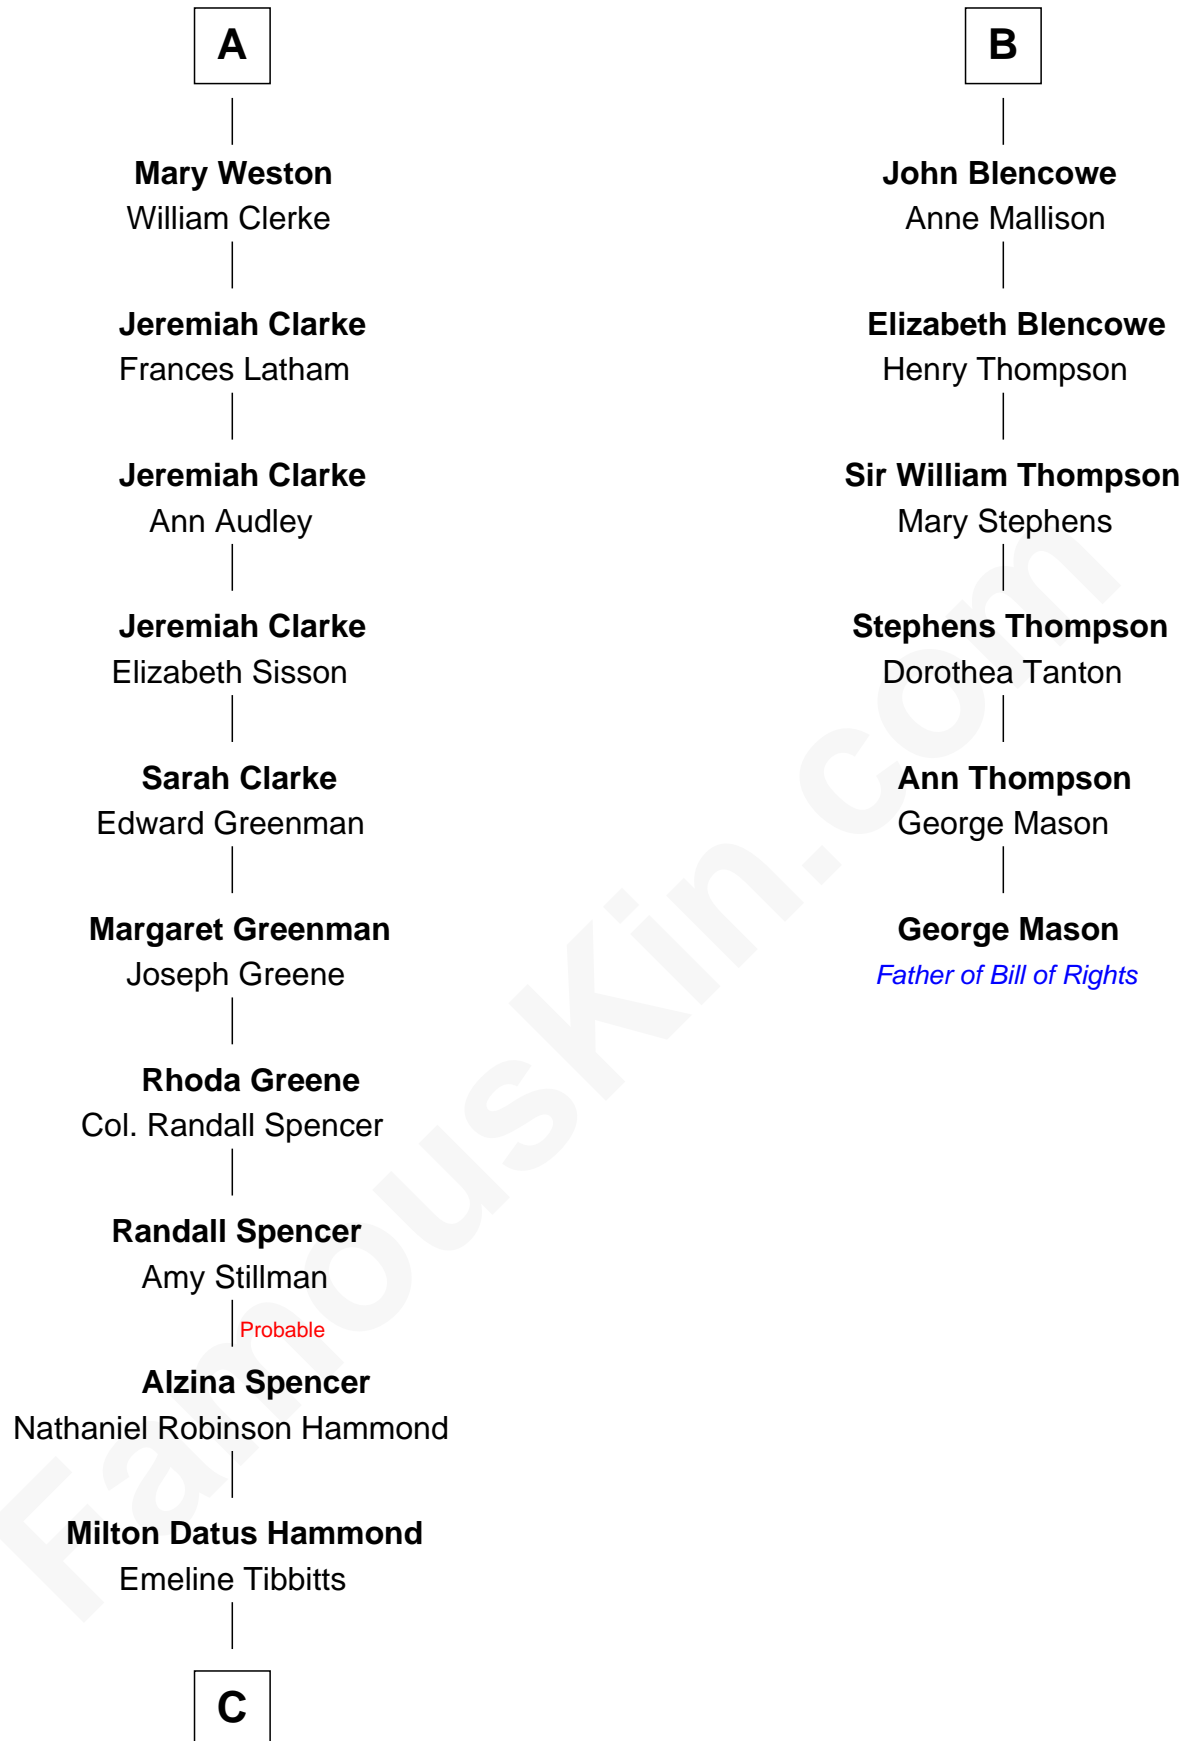 A
Mary Weston
William Clerke
Jeremiah Clarke
Frances Latham
Jeremiah Clarke
Ann Audley
Jeremiah Clarke
Elizabeth Sisson
Sarah Clarke
Edward Greenman
Margaret Greenman
Joseph Greene
Rhoda Greene
Col. Randall Spencer
Randall Spencer
Amy Stillman
Probable
Alzina Spencer
Nathaniel Robinson Hammond
Milton Datus Hammond
Emeline Tibbitts
C
B
John Blencowe
Anne Mallison
Elizabeth Blencowe
Henry Thompson
Sir William Thompson
Mary Stephens
Stephens Thompson
Dorothea Tanton
Ann Thompson
George Mason
George Mason
Father of Bill of Rights
FamousKin.com